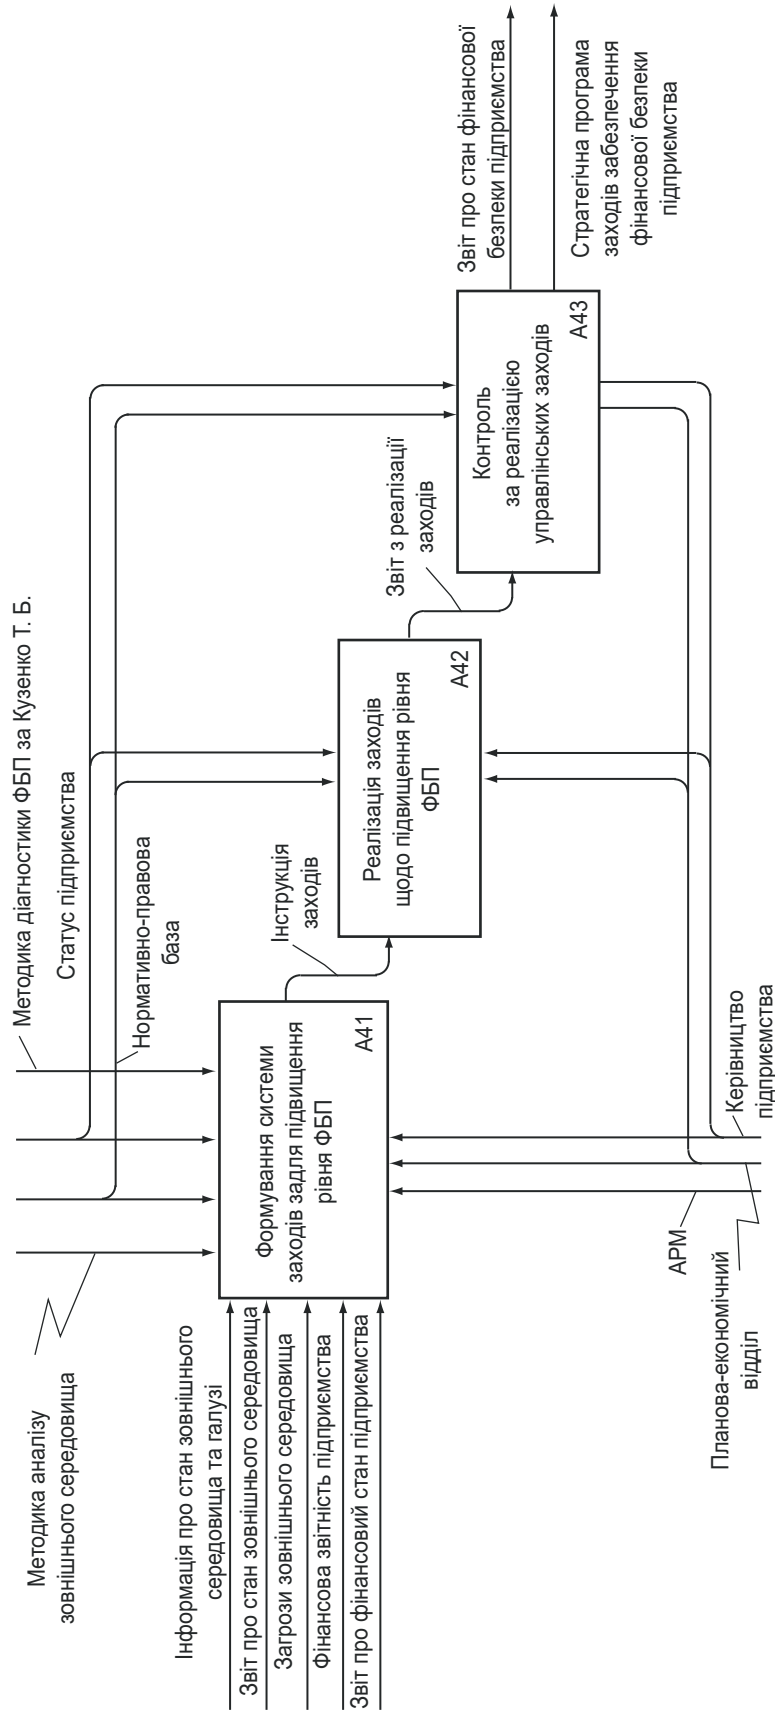 Методика аналізу
зовнішнього середовища
Методика діагностики ФБП за Кузенко Т. Б.
Статус підприємства
Нормативно-правова
база
Інформація про стан зовнішнього
середовища та галузі
Звіт про стан зовнішнього середовища
Загрози зовнішнього середовища
Фінансова звітність підприємства
Звіт про фінансовий стан підприємства
Формування системи
заходів задля підвищення
рівня ФБП
А41
Інструкція
заходів
Реалізація заходів
щодо підвищення рівня
ФБП
А42
Звіт з реалізації
заходів
Контроль
за реалізацією
управлінських заходів
А43
Звіт про стан фінансової
безпеки підприємства
Стратегічна програма
заходів забезпечення
фінансової безпеки
підприємства
АРМ
Планова-економічний
відділ
Керівництво
підприємства